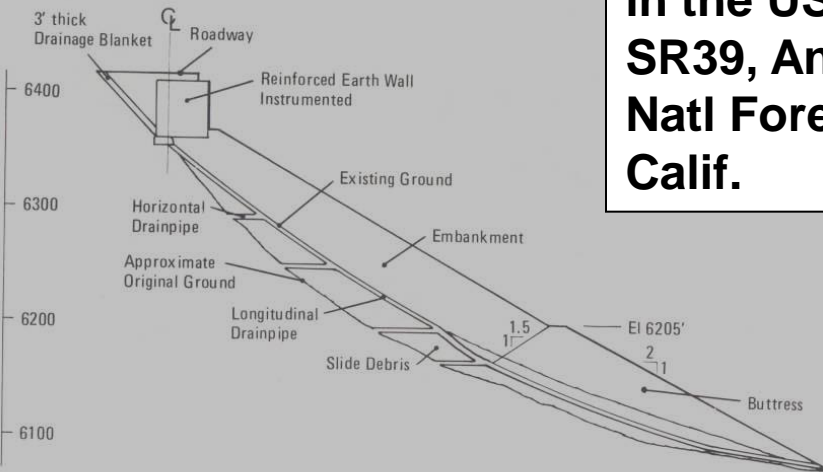 in the US
SR39, An
Natl Fore
Calif.
3' thick
Drainage Blanket
CL
Roadway
6400
Reinforced Earth Wall
Instrumented
Existing Ground
6300
Horizontal
Drainpipe
Embankment
Approximate
Original Ground
6200
Longitudinal
Drainpipe
1.5
1
El 6205'
2
1
Slide Debris
Buttress
6100